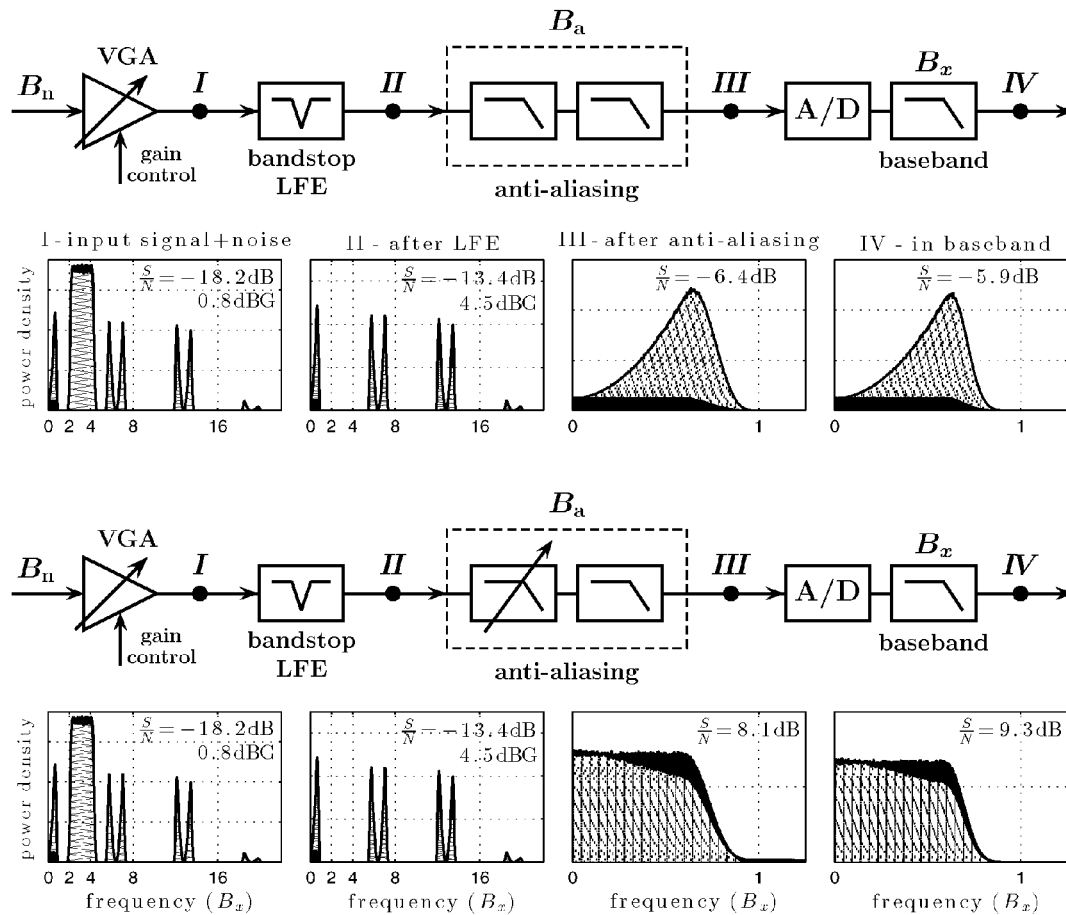 B_a
VGA
B_n
I
II
III
B_x
IV
A/D
gain
control
bandstop
LFE
anti-aliasing
baseband
I - input signal+noise
II - after LFE
III - after anti-aliasing
IV - in baseband
power density
S/N = −18.2dB
0.8dBG
S/N = −13.4dB
4.5dBG
S/N = −6.4dB
S/N = −5.9dB
0 2 4 8 16
0 8 16
0 1
0 1
B_a
VGA
B_n
I
II
III
B_x
IV
A/D
gain
control
bandstop
LFE
anti-aliasing
baseband
power density
S/N = −18.2dB
0.8dBG
S/N = −13.4dB
4.5dBG
S/N = 8.1dB
S/N = 9.3dB
0 2 4 8 16
0 8 16
0 1
0 1
frequency (B_x)
frequency (B_x)
frequency (B_x)
frequency (B_x)